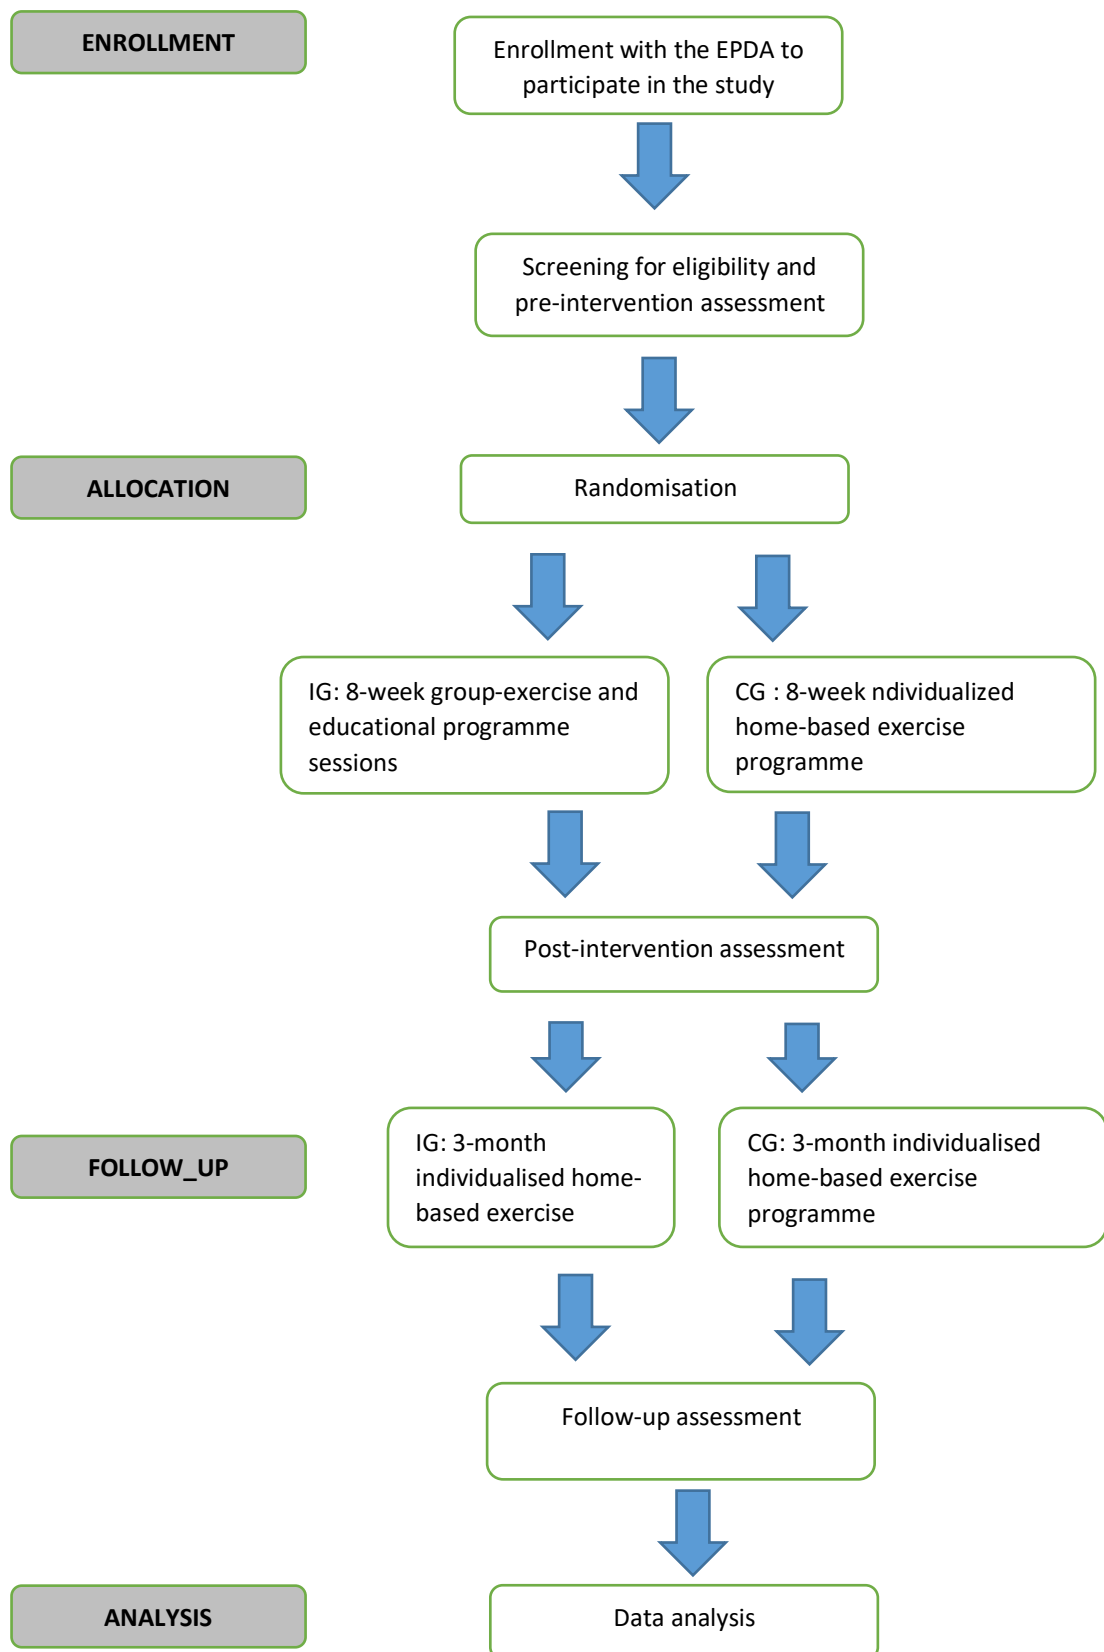 ENROLLMENT
Enrollment with the EPDA to
participate in the study
Screening for eligibility and
pre-intervention assessment
ALLOCATION
Randomisation
IG: 8-week group-exercise and
educational programme
sessions
CG : 8-week ndividualized
home-based exercise
programme
Post-intervention assessment
FOLLOW_UP
IG: 3-month
individualised home-
based exercise
CG: 3-month individualised
home-based exercise
programme
Follow-up assessment
ANALYSIS
Data analysis